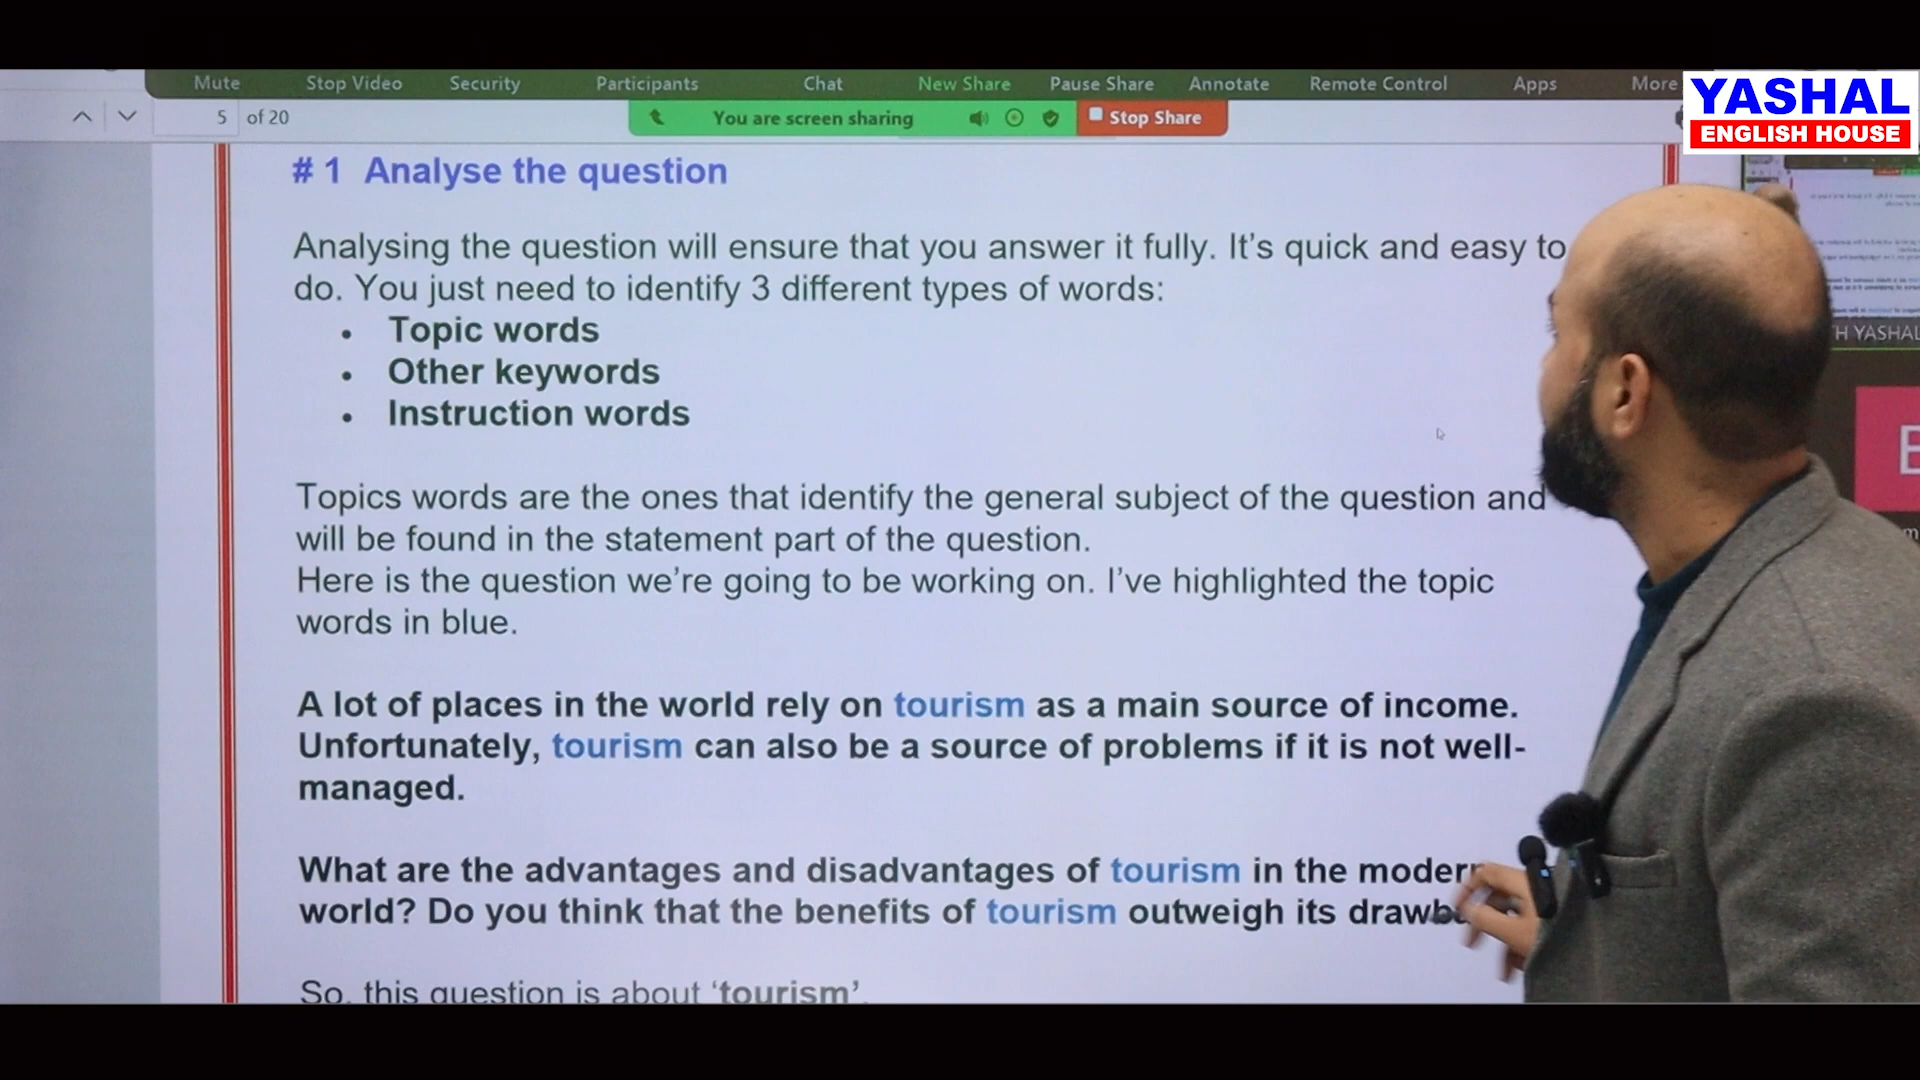 Mute Stop Video Security Participants Chat New Share Pause Share Annotate Remote Control Apps More
YASHAL
ENGLISH HOUSE
5 of 20
You are screen sharing Stop Share
# 1 Analyse the question
Analysing the question will ensure that you answer it fully. It’s quick and easy to
do. You just need to identify 3 different types of words:
• Topic words
• Other keywords
• Instruction words
H YASHAL
Topics words are the ones that identify the general subject of the question and
will be found in the statement part of the question.
Here is the question we’re going to be working on. I’ve highlighted the topic
words in blue.
A lot of places in the world rely on tourism as a main source of income.
Unfortunately, tourism can also be a source of problems if it is not well-
managed.
What are the advantages and disadvantages of tourism in the modern
world? Do you think that the benefits of tourism outweigh its
So, this question is about ‘tourism’.